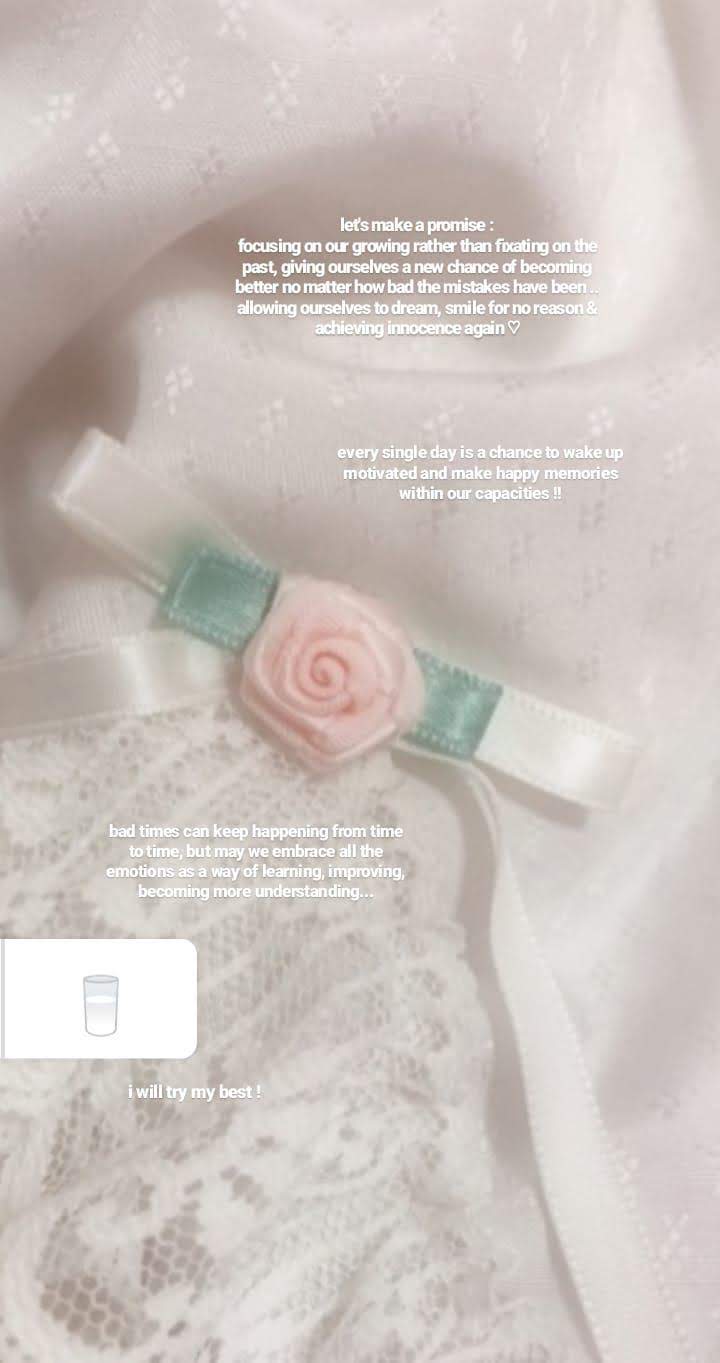 let's make a promise :
focusing on our growing rather than fixating on the
past, giving ourselves a new chance of becoming
better no matter how bad the mistakes have been ..
allowing ourselves to dream, smile for no reason &
achieving innocence again ♡
every single day is a chance to wake up
motivated and make happy memories
within our capacities !!
bad times can keep happening from time
to time, but may we embrace all the
emotions as a way of learning, improving,
becoming more understanding...
i will try my best !